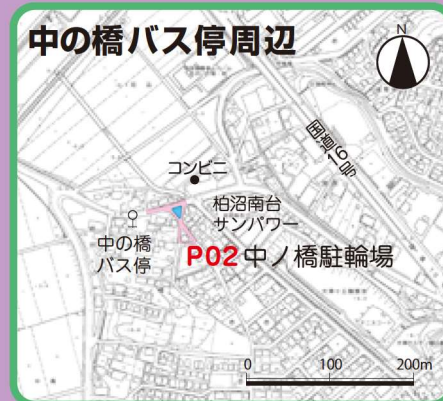 中の橋バス停周辺
N
国道16号
コンビニ
柏沼南台
サンパワー
中の橋
バス停
P02 中ノ橋駐輪場
0 100 200m